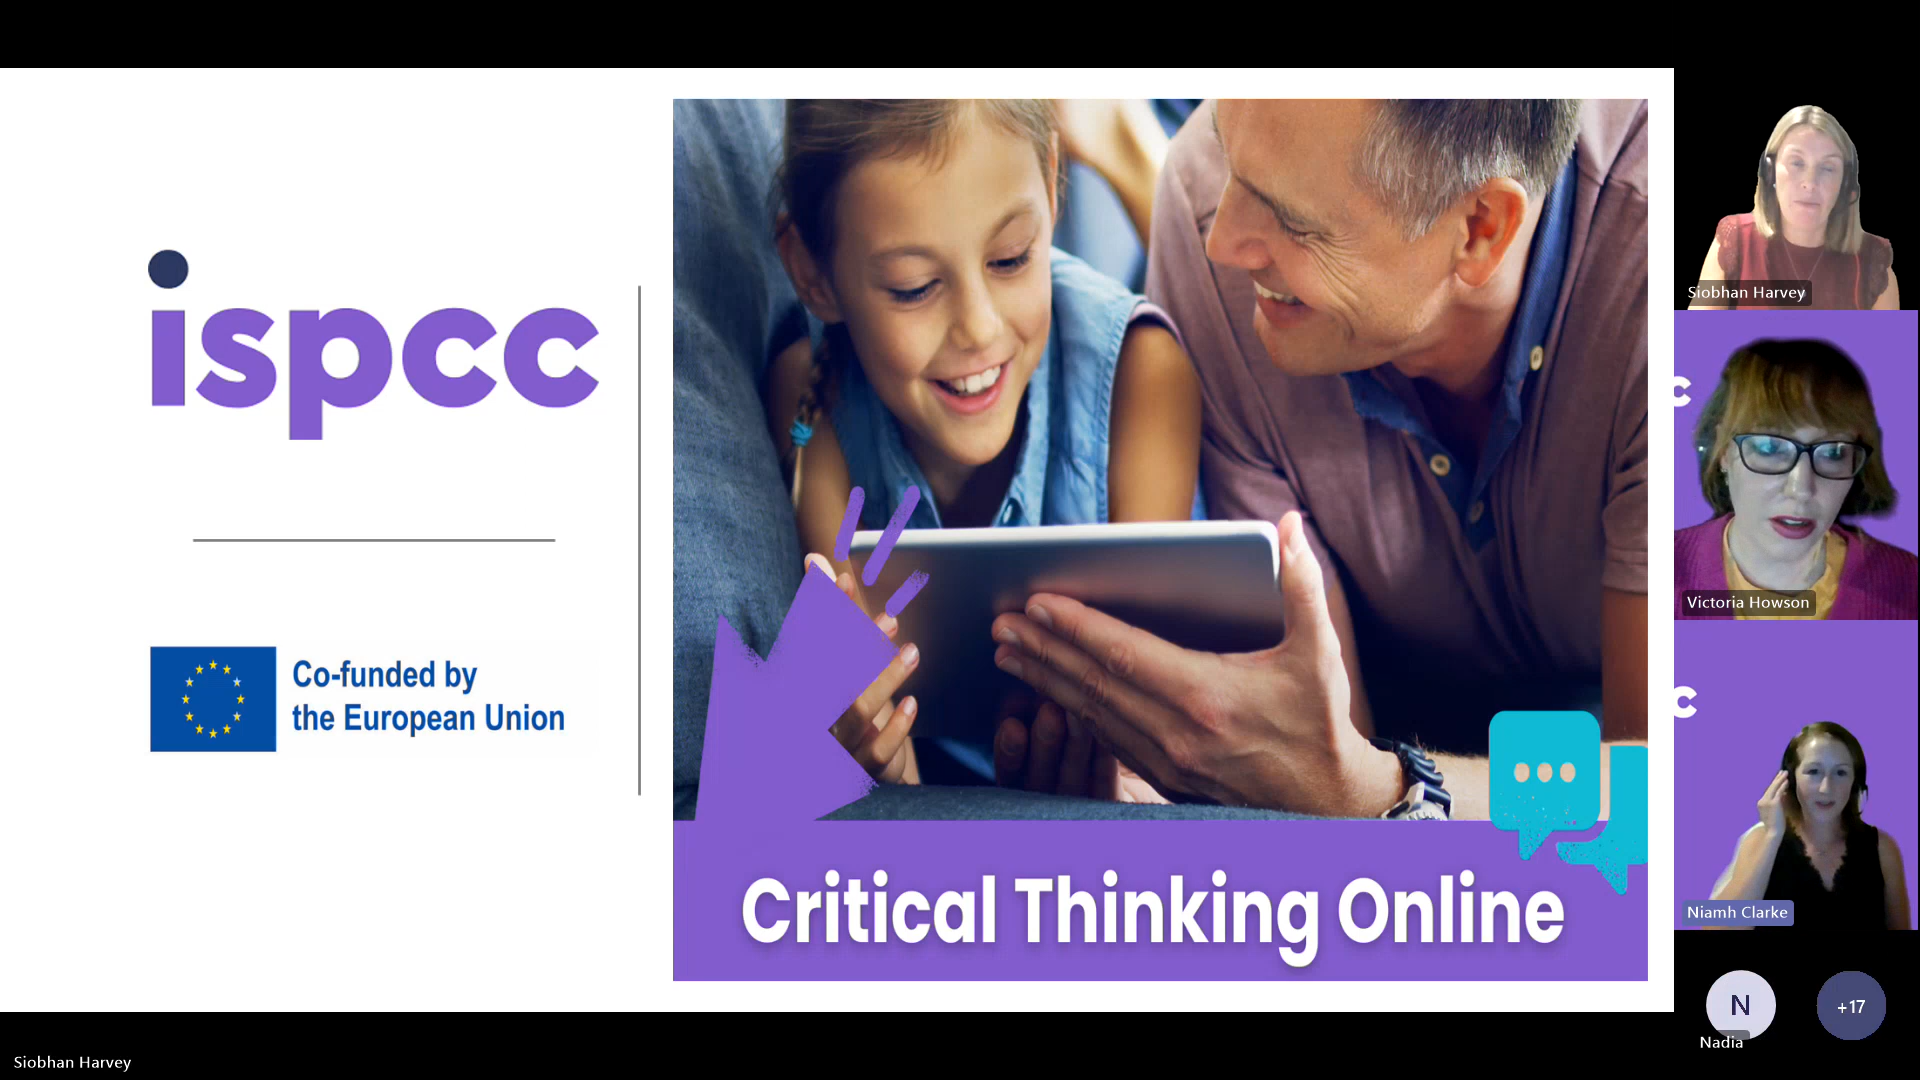 ispcc
Co-funded by
the European Union
Critical Thinking Online
Siobhan Harvey
c
Victoria Howson
c
Niamh Clarke
N
Nadia
+17
Siobhan Harvey